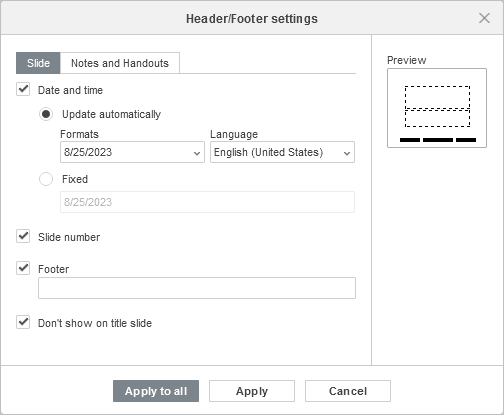 Header/Footer settings
Slide
Notes and Handouts
Preview
Date and time
Update automatically
Formats
Language
8/25/2023
English (United States)
Fixed
8/25/2023
Slide number
Footer
Don't show on title slide
Apply to all
Apply
Cancel